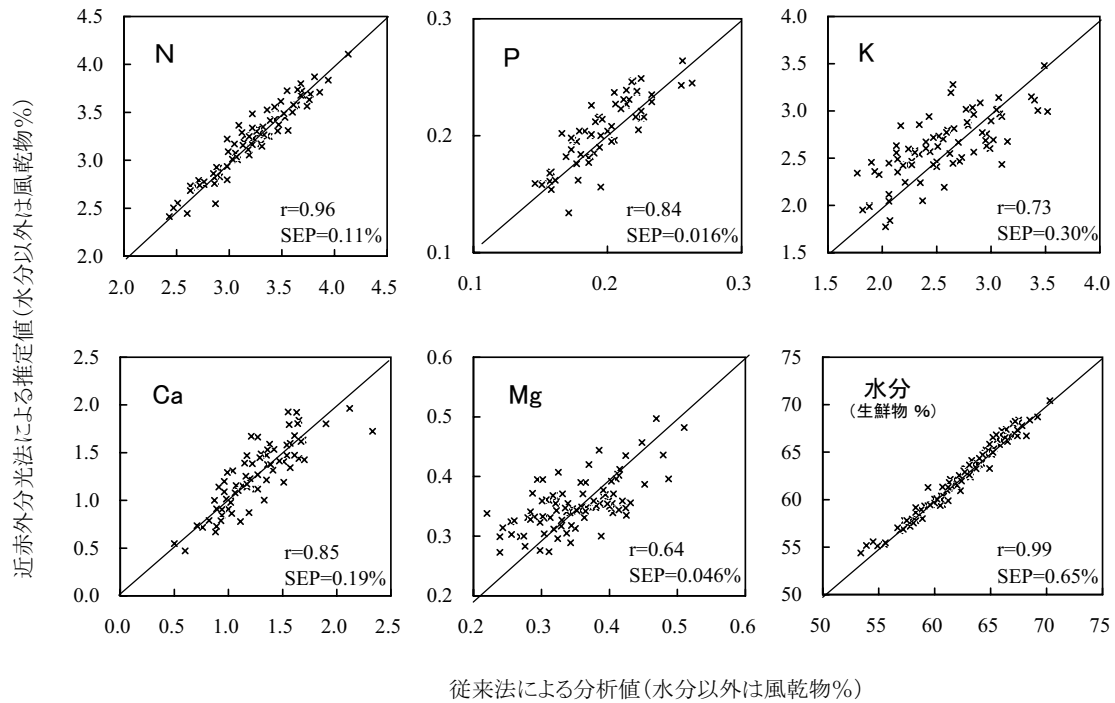 近赤外分光法による推定値(水分以外は風乾物%)
N
4.5
4.0
3.5
3.0
2.5
2.0
2.0 2.5 3.0 3.5 4.0 4.5
r=0.96
SEP=0.11%
P
0.3
0.2
0.1
0.1 0.2 0.3
r=0.84
SEP=0.016%
K
4.0
3.5
3.0
2.5
2.0
1.5
1.5 2.0 2.5 3.0 3.5 4.0
r=0.73
SEP=0.30%
Ca
2.5
2.0
1.5
1.0
0.5
0.0
0.0 0.5 1.0 1.5 2.0 2.5
r=0.85
SEP=0.19%
Mg
0.6
0.5
0.4
0.3
0.2
0.2 0.3 0.4 0.5 0.6
r=0.64
SEP=0.046%
水分
(生鮮物 %)
75
70
65
60
55
50
50 55 60 65 70 75
r=0.99
SEP=0.65%
従来法による分析値(水分以外は風乾物%)